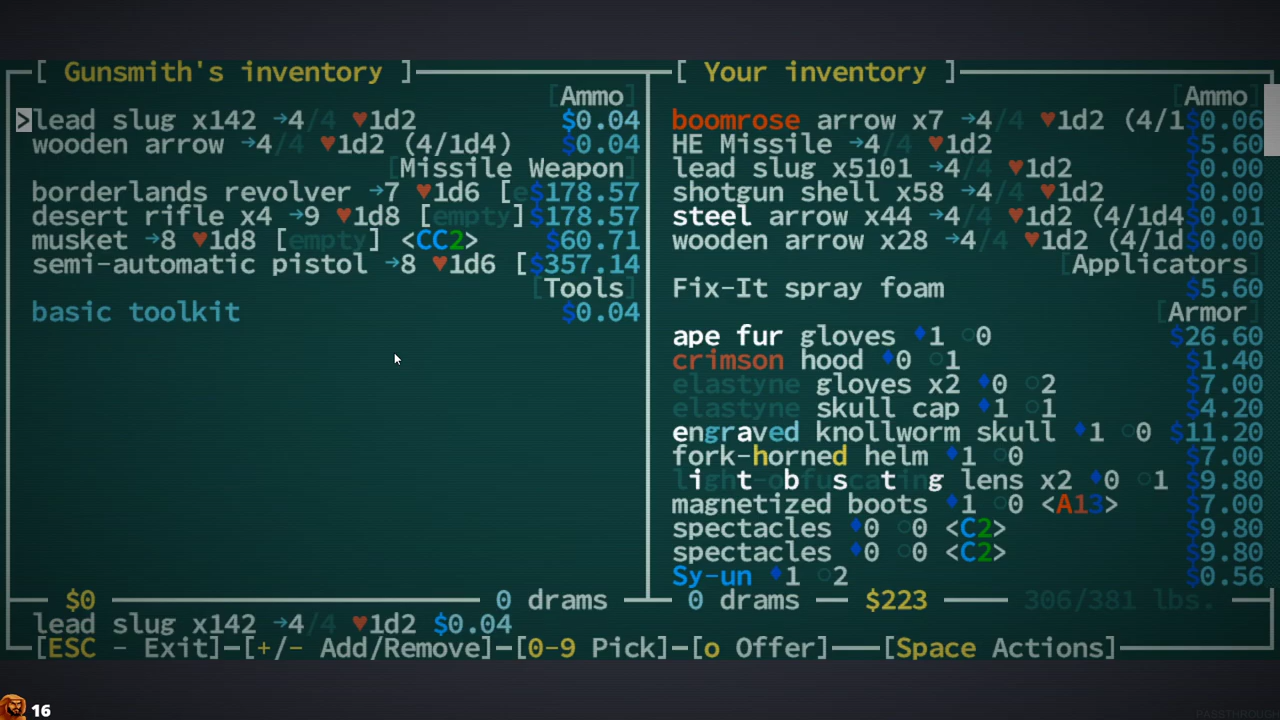 [ Gunsmith's inventory ]
[Ammo]
>lead slug x142 →4/4 ♥1d2 $0.04
wooden arrow →4/4 ♥1d2 (4/1d4) $0.04
[Missile Weapon]
borderlands revolver →7 ♥1d6 [e $178.57
desert rifle x4 →9 ♥1d8 [empty] $178.57
musket →8 ♥1d8 [empty] <CC2> $60.71
semi-automatic pistol →8 ♥1d6 [ $357.14
[Tools]
basic toolkit $0.04
$0
0 drams
[ Your inventory ]
[Ammo]
boomrose arrow x7 →4/4 ♥1d2 (4/1 $0.06
HE Missile →4/4 ♥1d2 $5.60
lead slug x5101 →4/4 ♥1d2 $0.00
shotgun shell x58 →4/4 ♥1d2 $0.00
steel arrow x44 →4/4 ♥1d2 (4/1d4 $0.01
wooden arrow x28 →4/4 ♥1d2 (4/1d $0.00
[Applicators]
Fix-It spray foam $5.60
[Armor]
ape fur gloves ♦1 ○0 $26.60
crimson hood ♦0 ○1 $1.40
elastyne gloves x2 ♦0 ○2 $7.00
elastyne skull cap ♦1 ○1 $4.20
engraved knollworm skull ♦1 ○0 $11.20
fork-horned helm ♦1 ○0 $7.00
light-obfuscating lens x2 ♦0 ○1 $9.80
magnetized boots ♦1 ○0 <A13> $7.00
spectacles ♦0 ○0 <C2> $9.80
spectacles ♦0 ○0 <C2> $9.80
Sy-un ♦1 ○2 $0.56
0 drams
$223
306/381 lbs.
lead slug x142 →4/4 ♥1d2 $0.04
[ESC - Exit]
[+/- Add/Remove]
[0-9 Pick]
[o Offer]
[Space Actions]
16